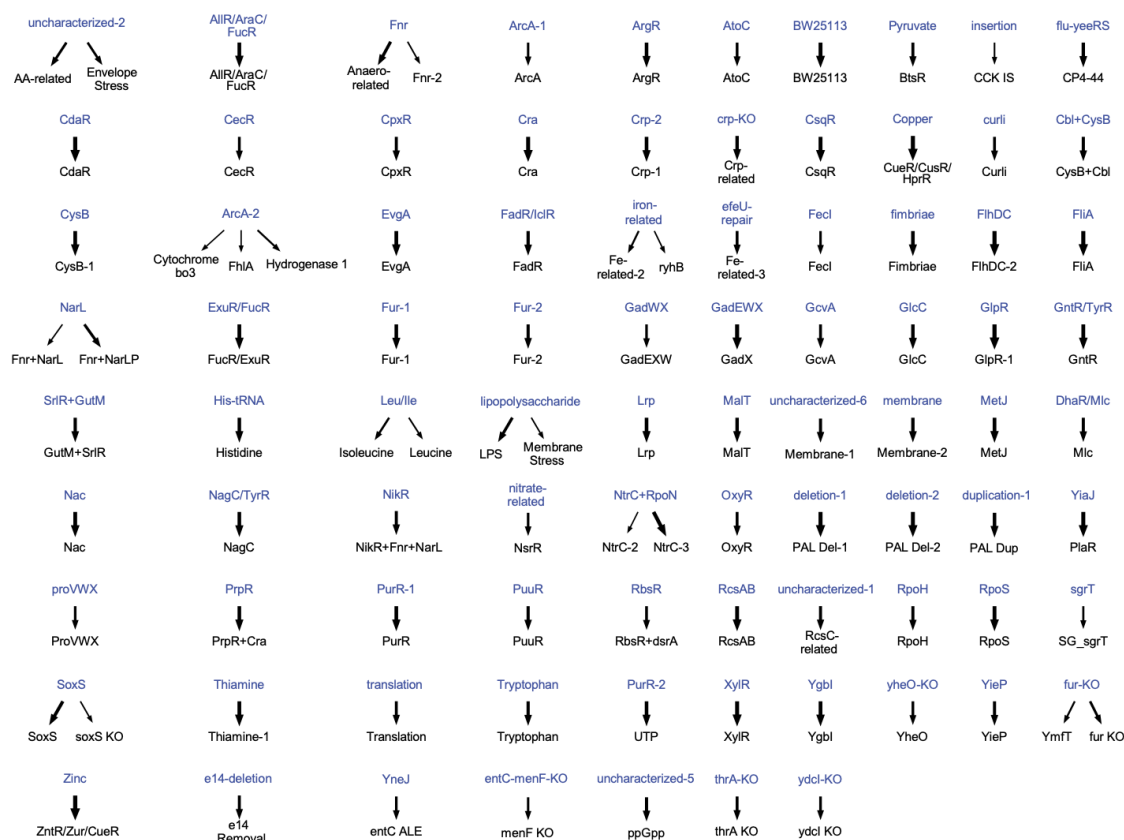 uncharacterized-2
AllR/AraC/
FucR
Fnr
ArcA-1
ArgR
AtoC
BW25113
Pyruvate
insertion
flu-yeeRS
AA-related
Envelope
Stress
AllR/AraC/
FucR
Anaero-
related
Fnr-2
ArcA
ArgR
AtoC
BW25113
BtsR
CCK IS
CP4-44
CdaR
CecR
CpxR
Cra
Crp-2
crp-KO
CsqR
Copper
curli
Cbl+CysB
CdaR
CecR
CpxR
Cra
Crp-1
Crp-
related
CsqR
CueR/CusR/
HprR
Curli
CysB+Cbl
CysB
ArcA-2
EvgA
FadR/IclR
iron-
related
efeU-
repair
FecI
fimbriae
FlhDC
FliA
CysB-1
Cytochrome
bo3
FhlA
Hydrogenase 1
EvgA
FadR
Fe-
related-2
ryhB
Fe-
related-3
FecI
Fimbriae
FlhDC-2
FliA
NarL
ExuR/FucR
Fur-1
Fur-2
GadWX
GadEWX
GcvA
GlcC
GlpR
GntR/TyrR
Fnr+NarL
Fnr+NarLP
FucR/ExuR
Fur-1
Fur-2
GadEXW
GadX
GcvA
GlcC
GlpR-1
GntR
SrlR+GutM
His-tRNA
Leu/Ile
lipopolysaccharide
Lrp
MalT
uncharacterized-6
membrane
MetJ
DhaR/Mlc
GutM+SrlR
Histidine
Isoleucine
Leucine
LPS
Membrane
Stress
Lrp
MalT
Membrane-1
Membrane-2
MetJ
Mlc
Nac
NagC/TyrR
NikR
nitrate-
related
NtrC+RpoN
OxyR
deletion-1
deletion-2
duplication-1
YiaJ
Nac
NagC
NikR+Fnr+NarL
NsrR
NtrC-2
NtrC-3
OxyR
PAL Del-1
PAL Del-2
PAL Dup
PlaR
proVWX
PrpR
PurR-1
PuuR
RbsR
RcsAB
uncharacterized-1
RpoH
RpoS
sgrT
ProVWX
PrpR+Cra
PurR
PuuR
RbsR+dsrA
RcsAB
RcsC-
related
RpoH
RpoS
SG_sgrT
SoxS
Thiamine
translation
Tryptophan
PurR-2
XylR
YgbI
yheO-KO
YieP
fur-KO
SoxS
soxS KO
Thiamine-1
Translation
Tryptophan
UTP
XylR
YgbI
YheO
YieP
YmfT
fur KO
Zinc
e14-deletion
YneJ
entC-menF-KO
uncharacterized-5
thrA-KO
ydcI-KO
ZntR/Zur/CueR
e14
Removal
entC ALE
menF KO
ppGpp
thrA KO
ydcI KO